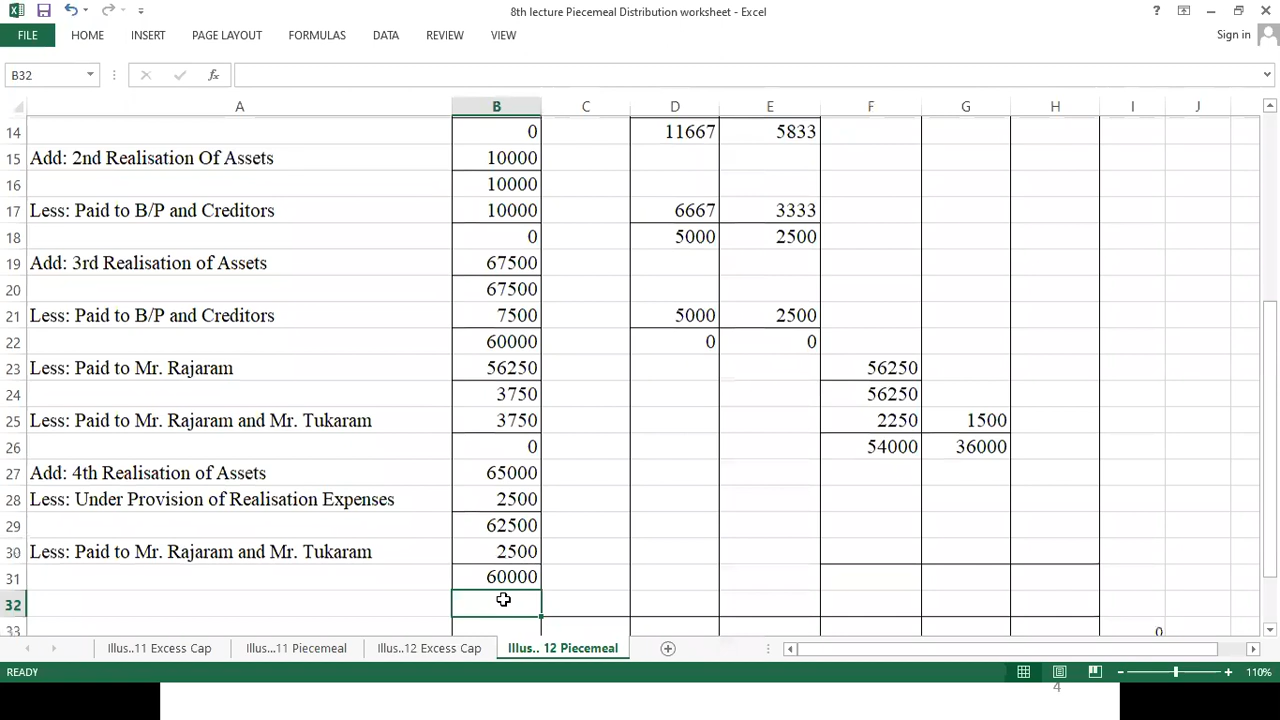 8th lecture Piecemeal Distribution worksheet - Excel
? Sign in
FILE HOME INSERT PAGE LAYOUT FORMULAS DATA REVIEW VIEW
B32 fx
A B C D E F G H I J
14 0 11667 5833
15 Add: 2nd Realisation Of Assets 10000
16 10000
17 Less: Paid to B/P and Creditors 10000 6667 3333
18 0 5000 2500
19 Add: 3rd Realisation of Assets 67500
20 67500
21 Less: Paid to B/P and Creditors 7500 5000 2500
22 60000 0 0
23 Less: Paid to Mr. Rajaram 56250 56250
24 3750 56250
25 Less: Paid to Mr. Rajaram and Mr. Tukaram 3750 2250 1500
26 0 54000 36000
27 Add: 4th Realisation of Assets 65000
28 Less: Under Provision of Realisation Expenses 2500
29 62500
30 Less: Paid to Mr. Rajaram and Mr. Tukaram 2500
31 60000
32
33 0
Illus..11 Excess Cap Illus...11 Piecemeal Illus..12 Excess Cap Illus.. 12 Piecemeal
READY 110%
4